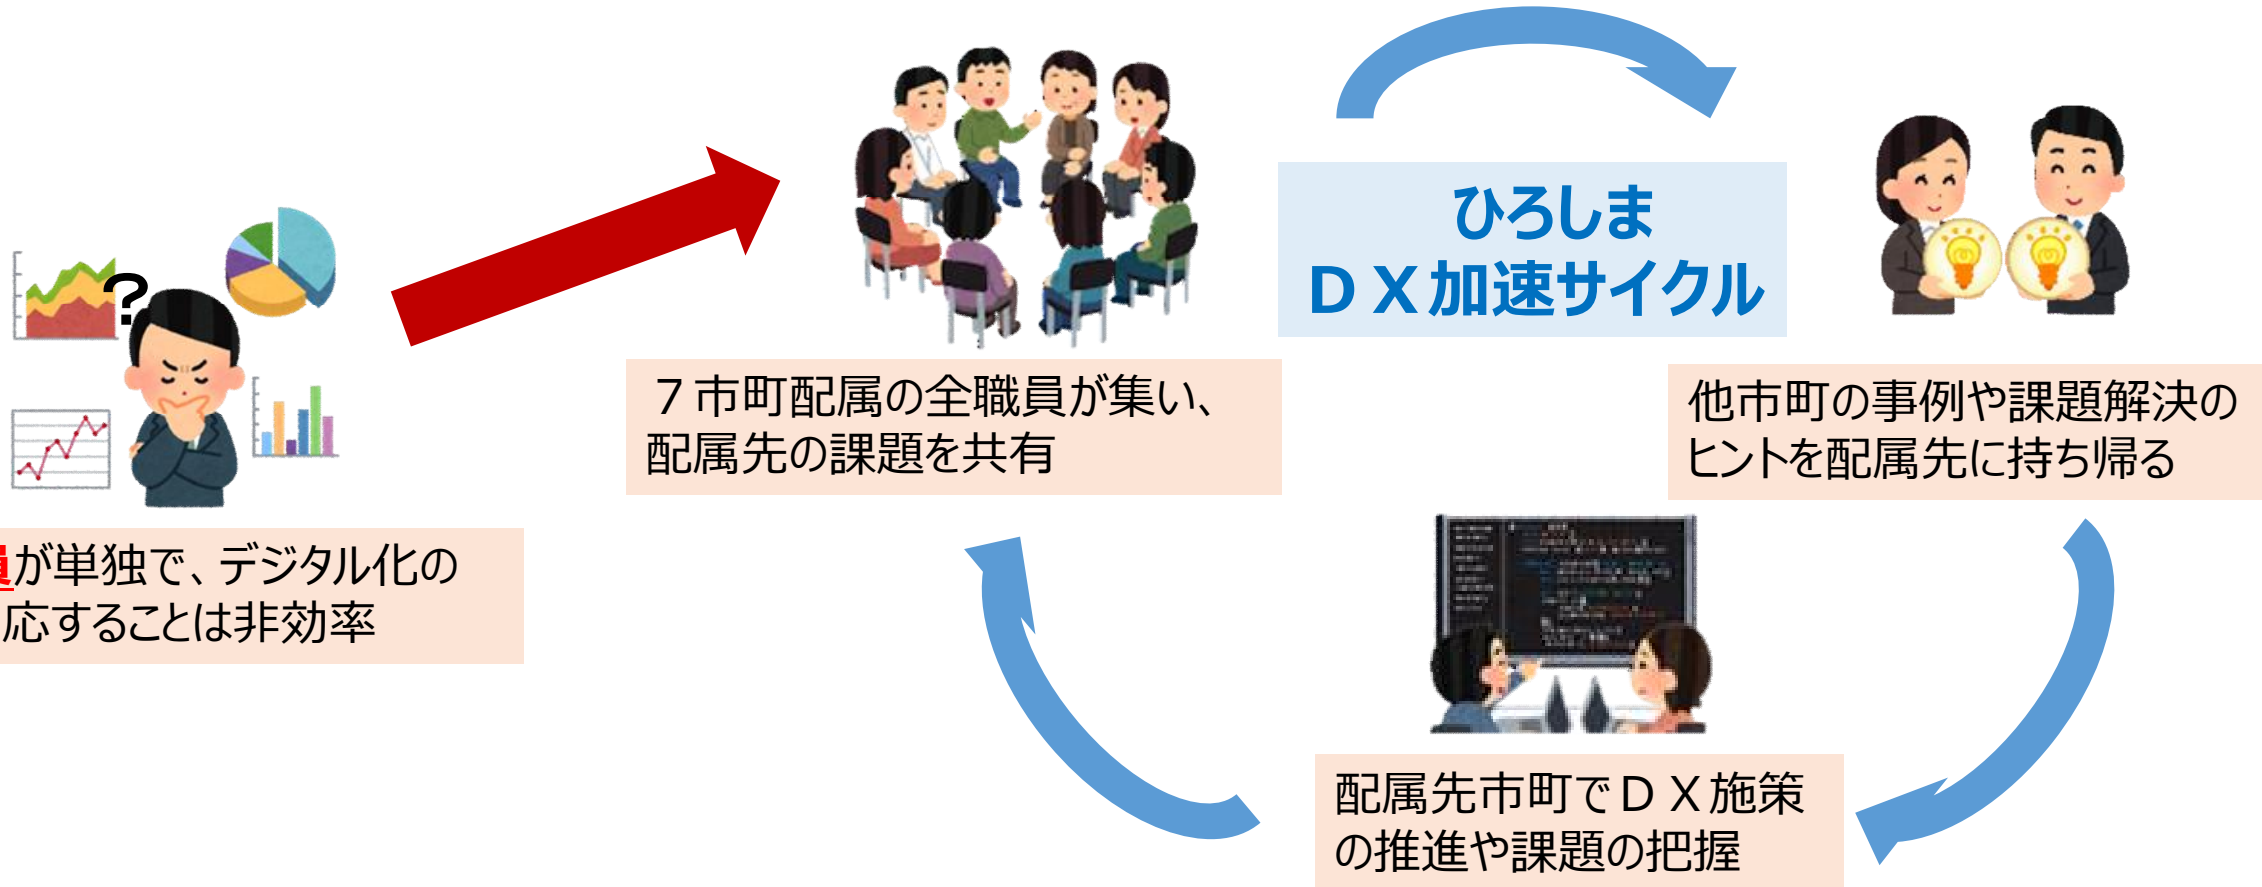 ?
員が単独で、デジタル化の
応することは非効率
７市町配属の全職員が集い、
配属先の課題を共有
ひろしま
ＤＸ加速サイクル
他市町の事例や課題解決の
ヒントを配属先に持ち帰る
配属先市町でＤＸ施策
の推進や課題の把握